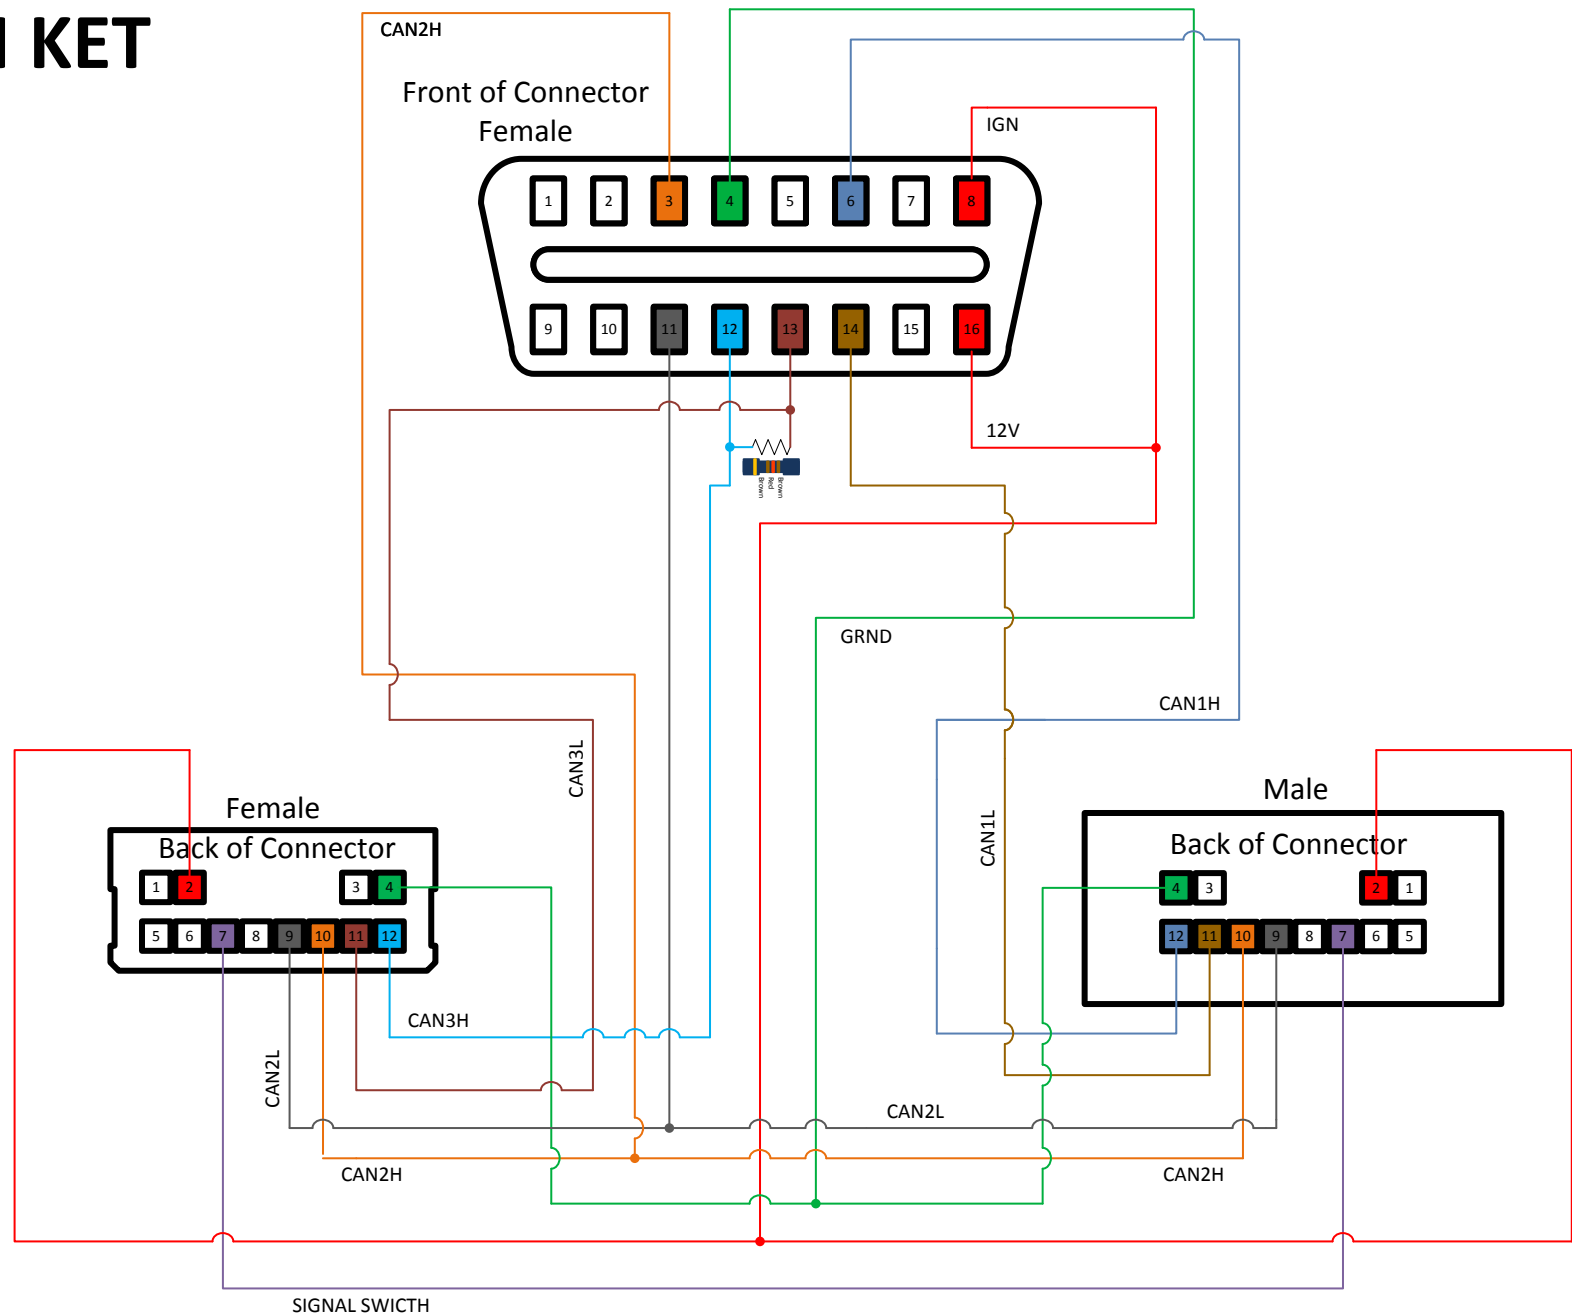 KET
CAN2H
Front of Connector
Female
IGN
1 2 3 4 5 6 7 8
9 10 11 12 13 14 15 16
12V
Brown
Red
Brown
GRND
CAN1H
CAN3L
CAN1L
Female
Back of Connector
1 2 3 4
5 6 7 8 9 10 11 12
Male
Back of Connector
4 3 2 1
12 11 10 9 8 7 6 5
CAN3H
CAN2L
CAN2L
CAN2H
CAN2H
SIGNAL SWICTH